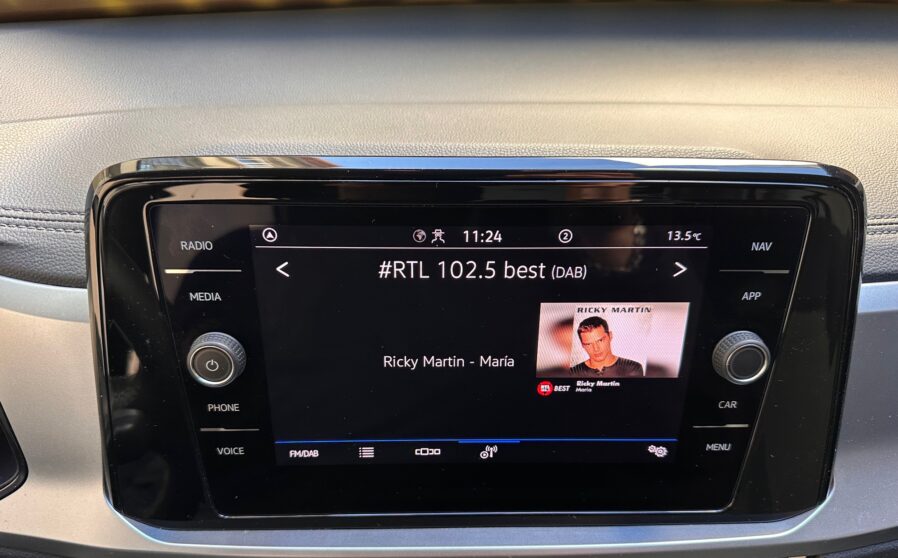 RADIO
MEDIA
PHONE
VOICE
11:24
2
13.5°C
< #RTL 102.5 best (DAB) >
Ricky Martin - María
RICKY MARTIN
RTL BEST
Ricky Martin
Maria
FM/DAB
NAV
APP
CAR
MENU